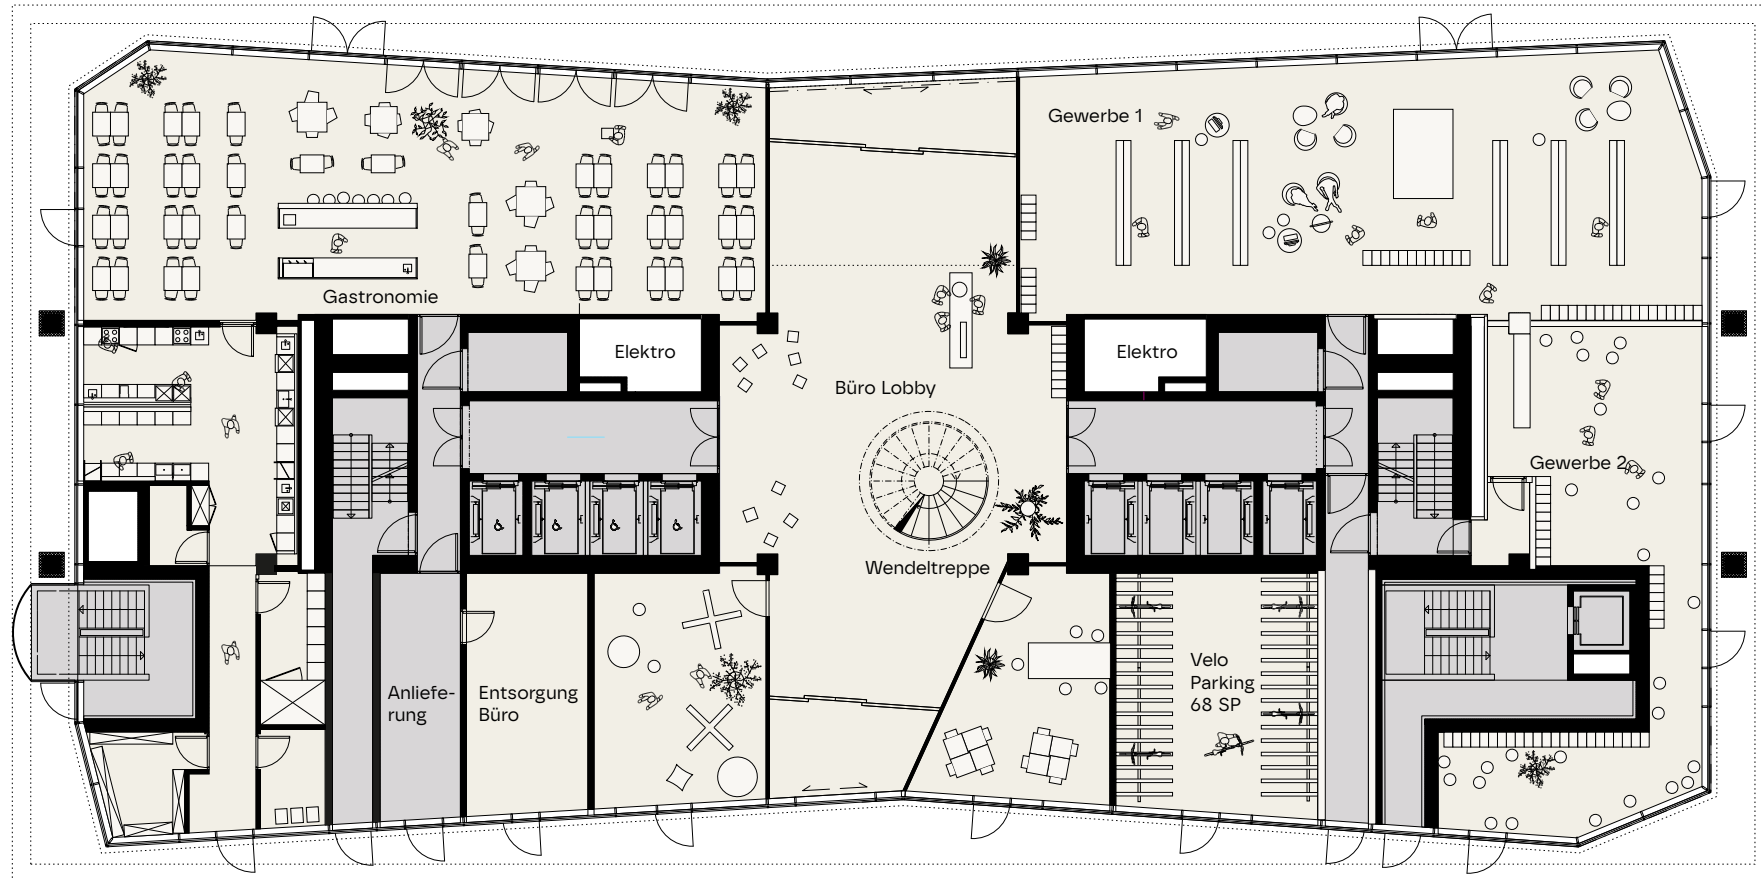 Gewerbe 1
Gastronomie
Elektro
Elektro
Büro Lobby
Gewerbe 2
Wendeltreppe
Anliefe-
rung
Entsorgung
Büro
Velo
Parking
68 SP